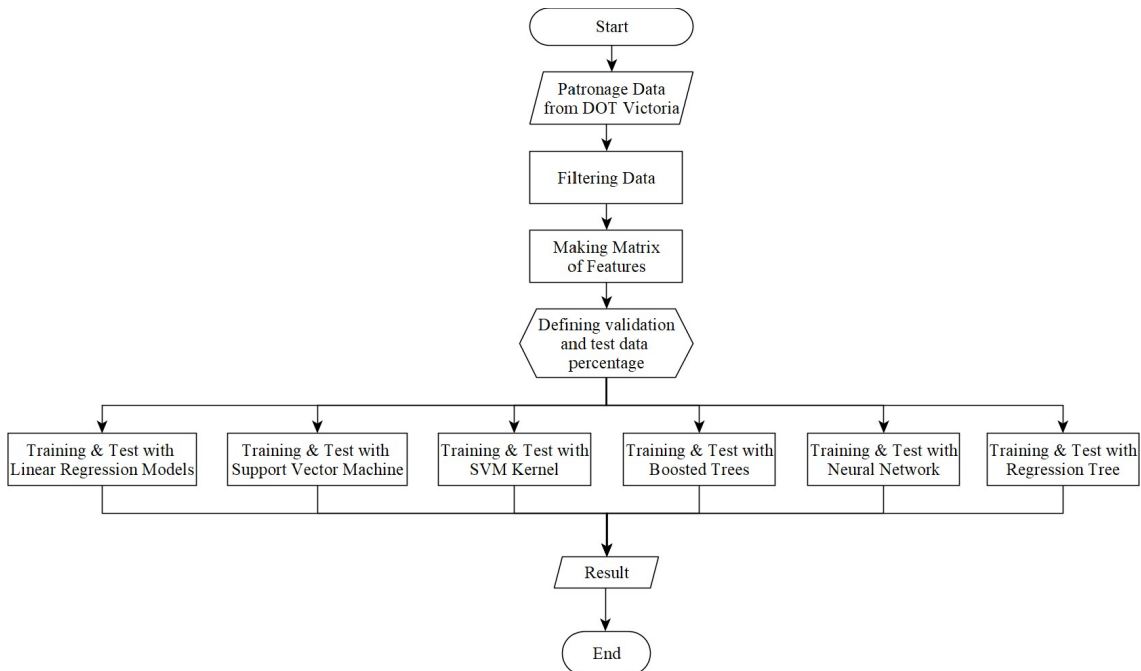 Start
Patronage Data
from DOT Victoria
Filtering Data
Making Matrix
of Features
Defining validation
and test data
percentage
Training & Test with
Linear Regression Models
Training & Test with
Support Vector Machine
Training & Test with
SVM Kernel
Training & Test with
Boosted Trees
Training & Test with
Neural Network
Training & Test with
Regression Tree
Result
End